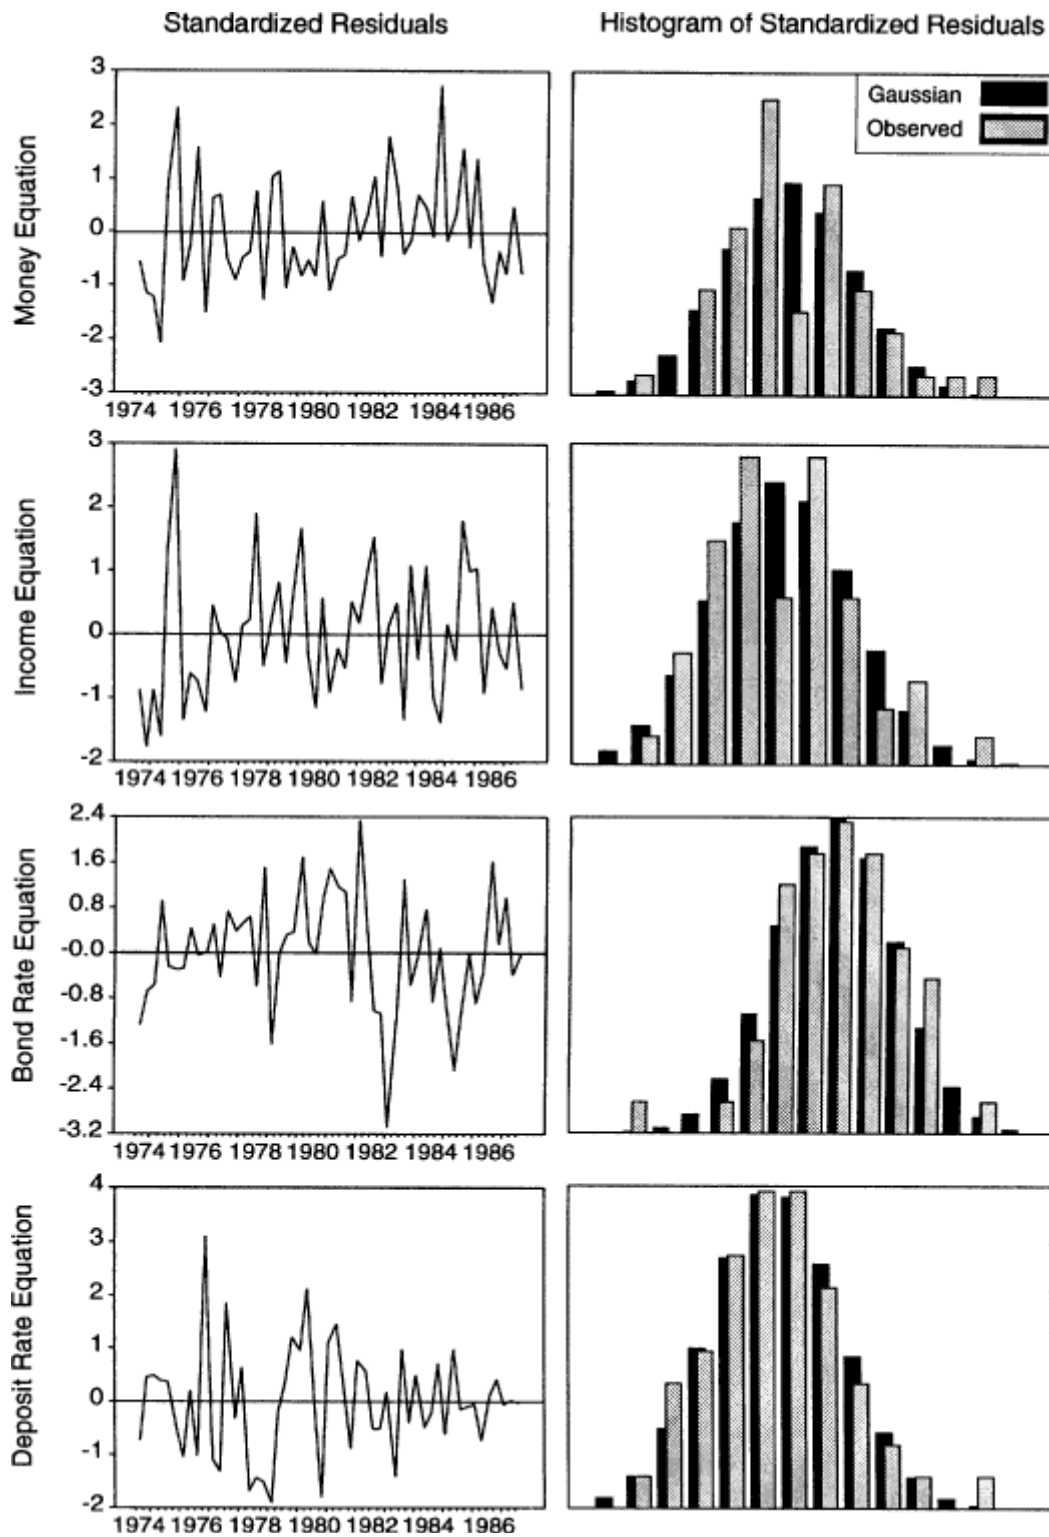 Standardized Residuals
Histogram of Standardized Residuals
Money Equation
3
2
1
0
-1
-2
-3
1974 1976 1978 1980 1982 1984 1986
Gaussian
Observed
Income Equation
3
2
1
0
-1
-2
1974 1976 1978 1980 1982 1984 1986
Bond Rate Equation
2.4
1.6
0.8
-0.0
-0.8
-1.6
-2.4
-3.2
1974 1976 1978 1980 1982 1984 1986
Deposit Rate Equation
4
3
2
1
0
-1
-2
1974 1976 1978 1980 1982 1984 1986